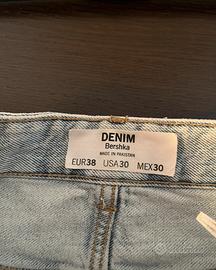 DENIM
Bershka
MADE IN PAKISTAN
EUR38 USA30 MEX30